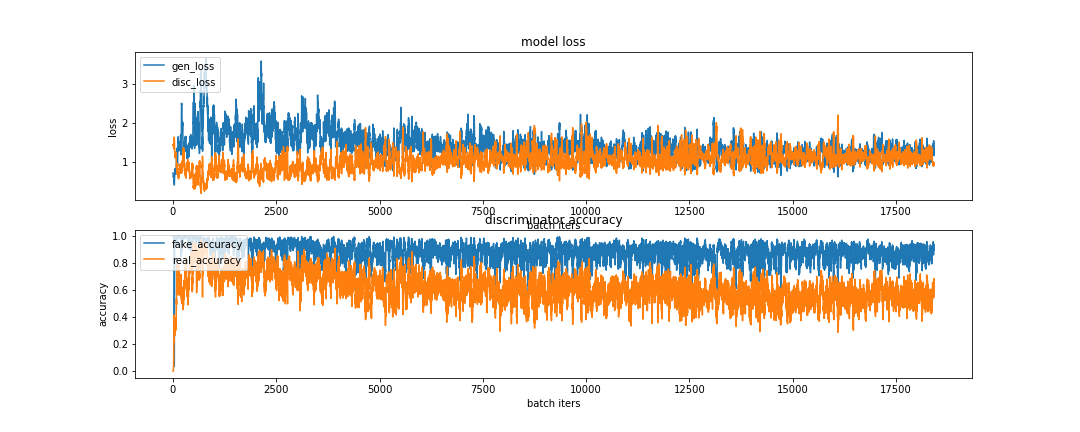 model loss
gen_loss
disc_loss
3
2
1
loss
0 2500 5000 7500 10000 12500 15000 17500
batch iters
discriminator accuracy
fake_accuracy
real_accuracy
1.0
0.8
0.6
0.4
0.2
0.0
accuracy
0 2500 5000 7500 10000 12500 15000 17500
batch iters